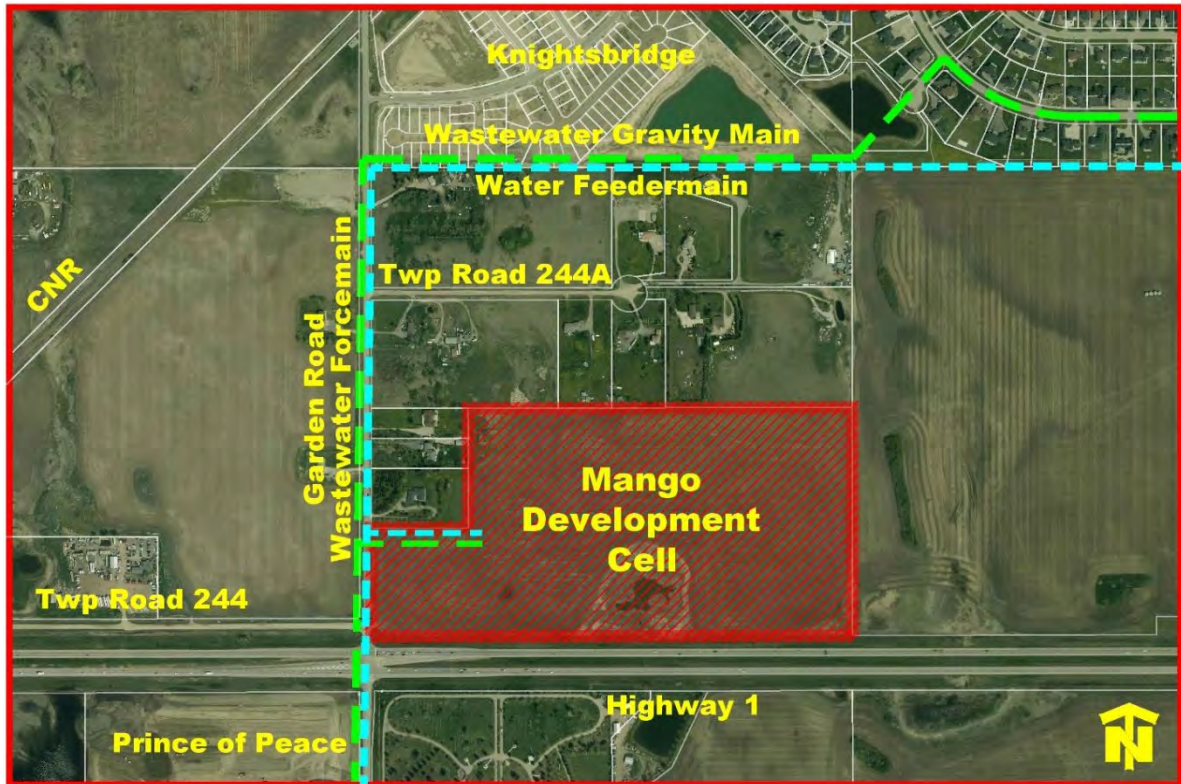 Knightsbridge
Wastewater Gravity Main
Water Feedermain
CNR
Twp Road 244A
Garden Road
Wastewater Forcemain
Mango
Development
Cell
Twp Road 244
Highway 1
Prince of Peace
N